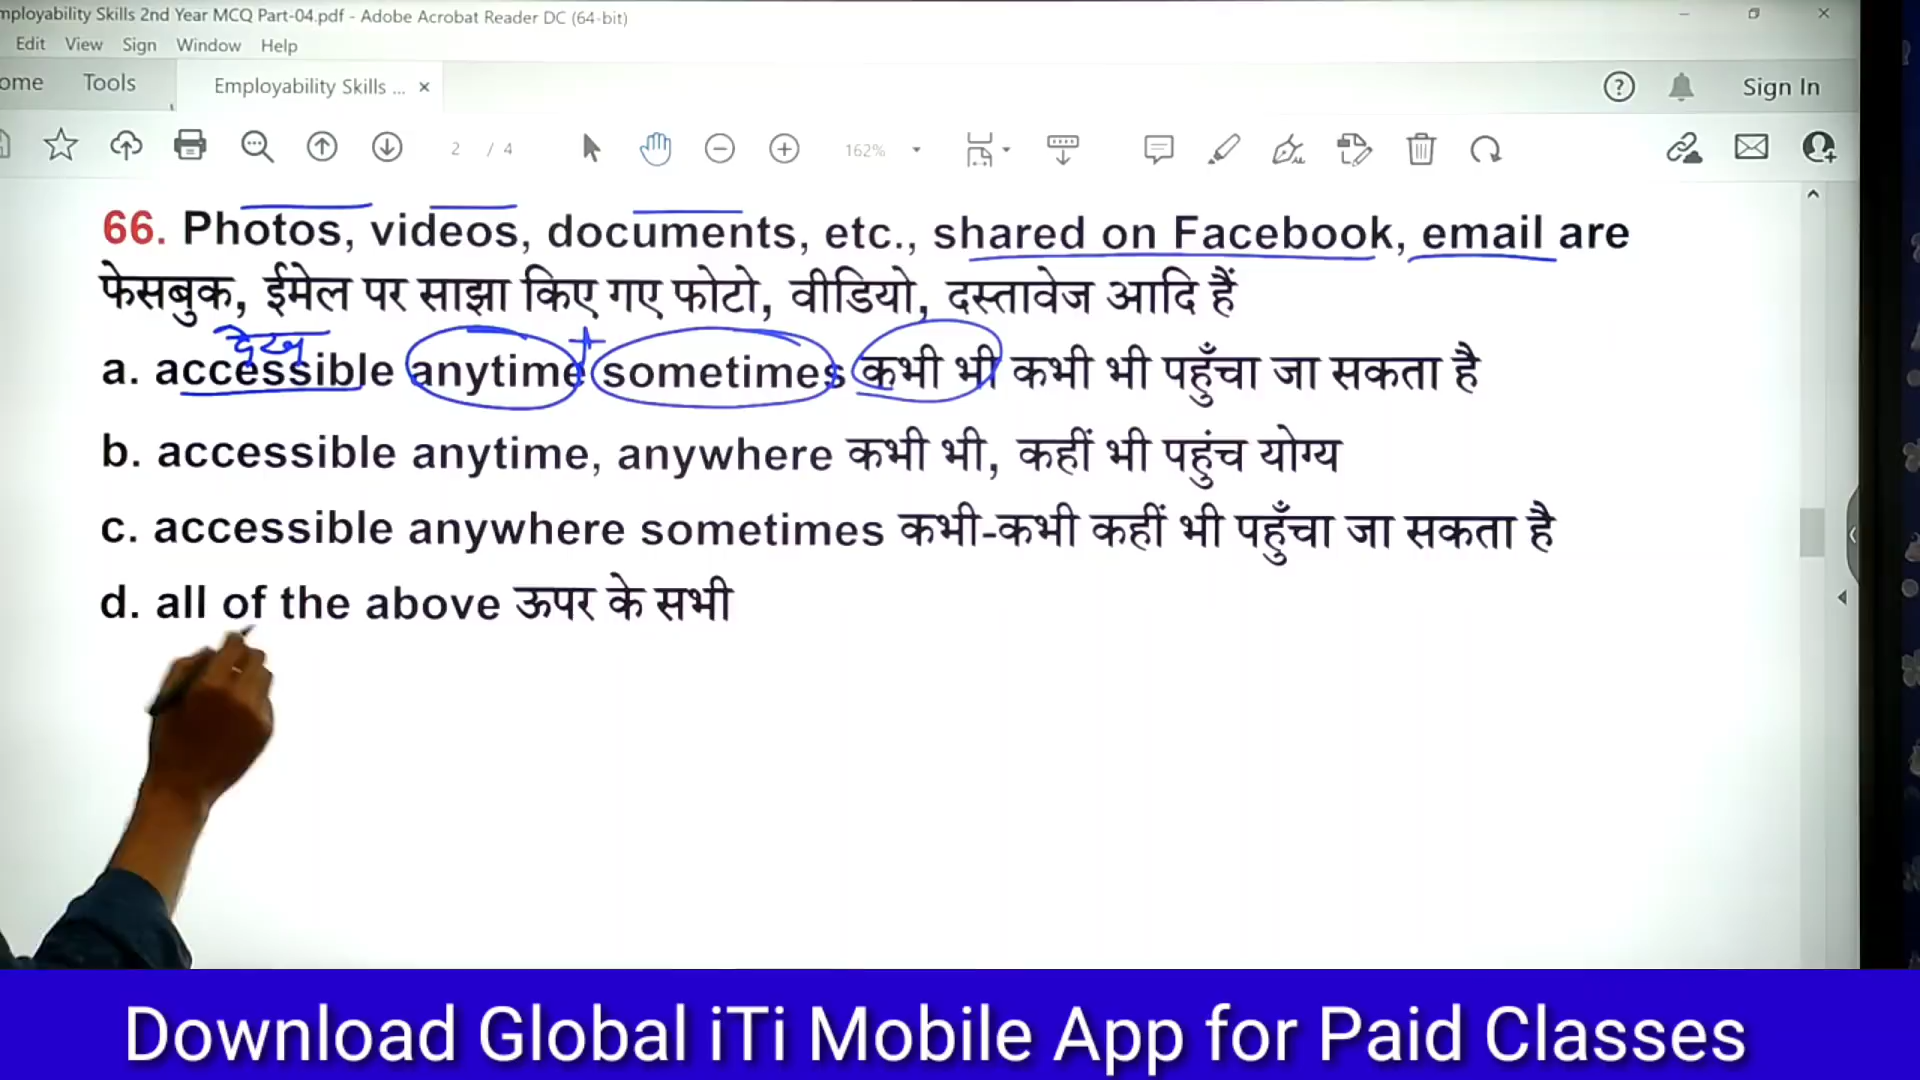 mployability Skills 2nd Year MCQ Part-04.pdf - Adobe Acrobat Reader DC (64-bit)
Edit View Sign Window Help
ome Tools Employability Skills ... × Sign In
2 / 4 162%
66. Photos, videos, documents, etc., shared on Facebook, email are
फेसबुक, ईमेल पर साझा किए गए फोटो, वीडियो, दस्तावेज आदि हैं
देख
a. accessible anytime sometimes कभी भी कभी भी पहुँचा जा सकता है
b. accessible anytime, anywhere कभी भी, कहीं भी पहुंच योग्य
c. accessible anywhere sometimes कभी-कभी कहीं भी पहुँचा जा सकता है
d. all of the above ऊपर के सभी
Download Global iTi Mobile App for Paid Classes